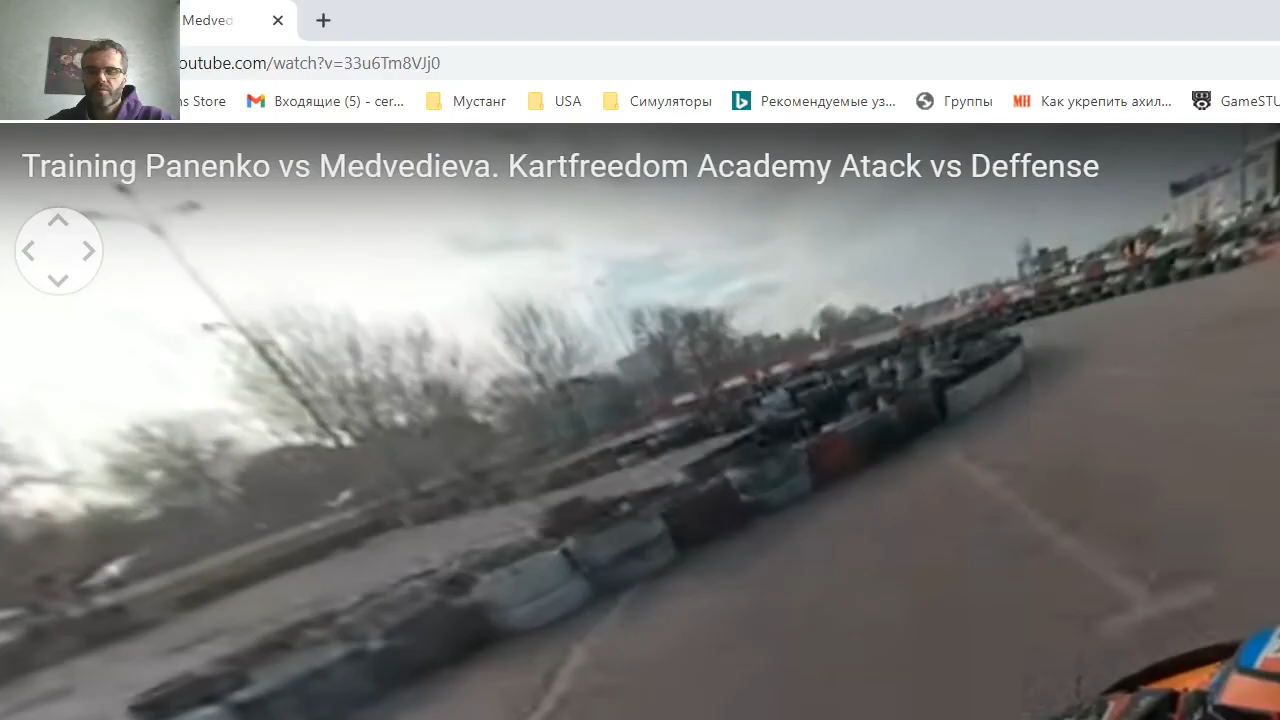 Medved
outube.com/watch?v=33u6Tm8VJj0
ns Store Входящие (5) - сег... Мустанг USA Симуляторы Рекомендуемые уз... Группы МН Как укрепить ахил... GameSTU
Training Panenko vs Medvedieva. Kartfreedom Academy Atack vs Deffense